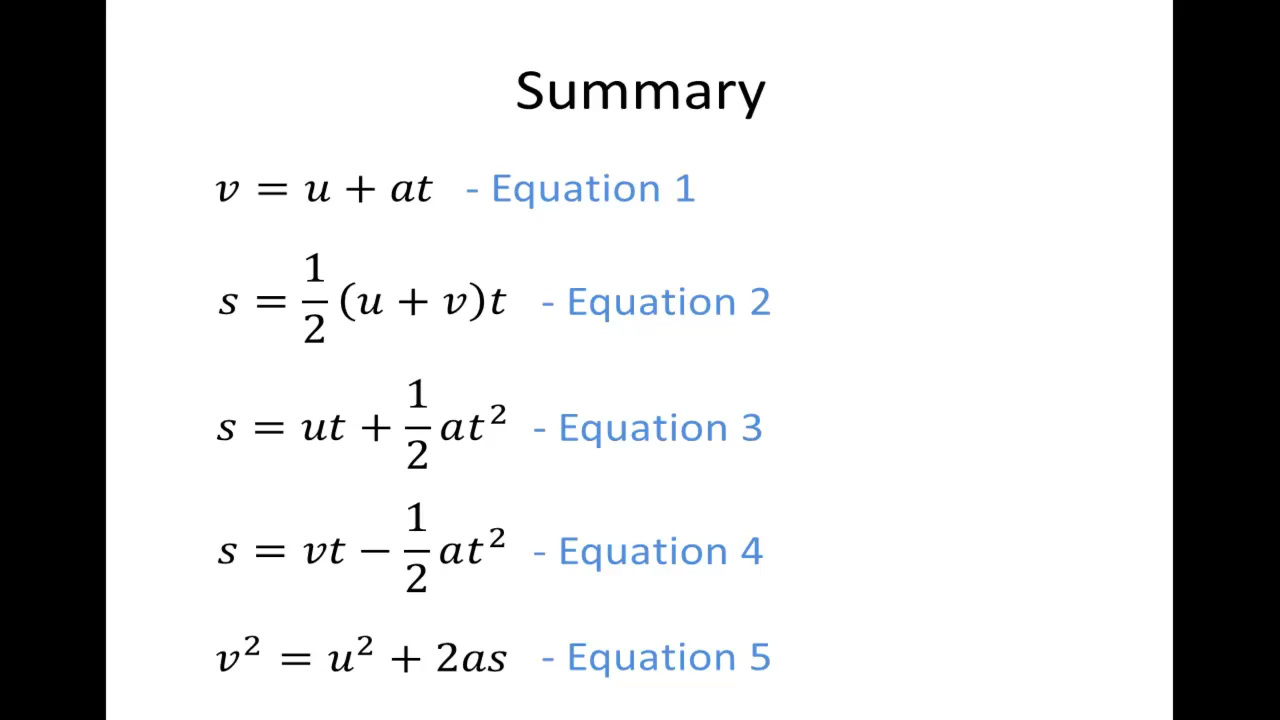 Summary
v = u + at - Equation 1
s = 1/2 (u + v)t - Equation 2
s = ut + 1/2 at² - Equation 3
s = vt − 1/2 at² - Equation 4
v² = u² + 2as - Equation 5